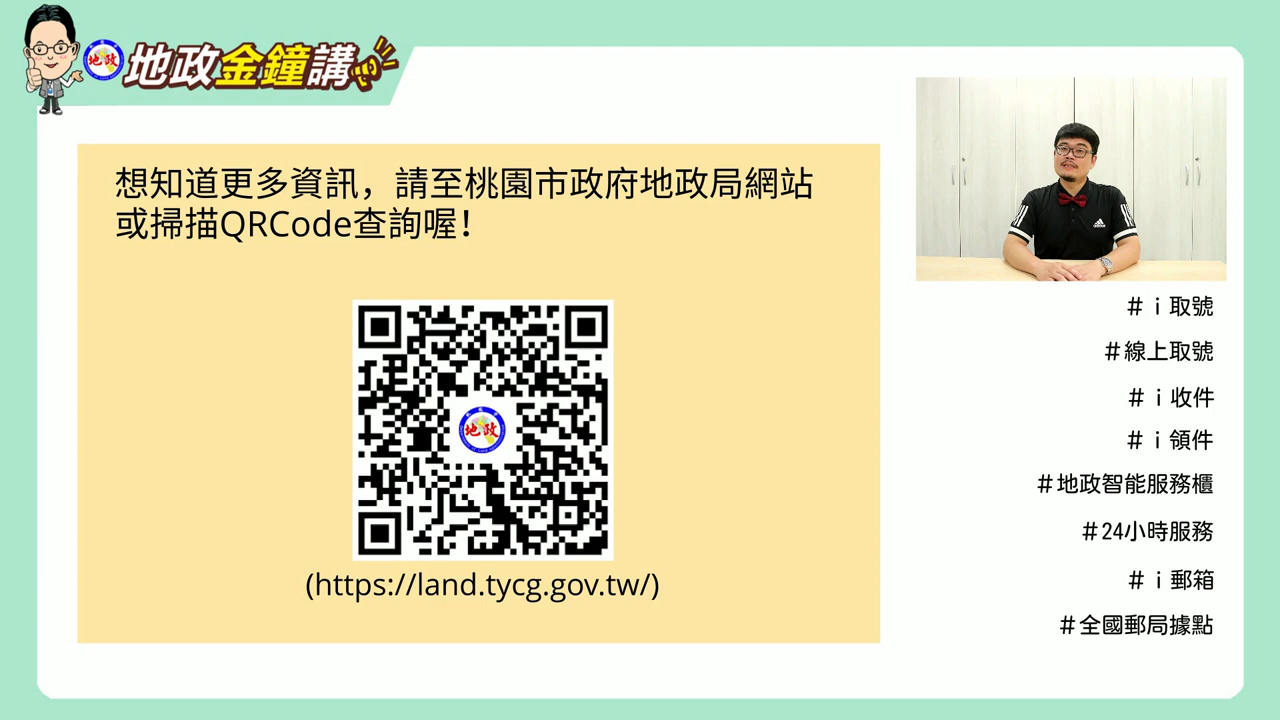 地政金鐘講
想知道更多資訊，請至桃園市政府地政局網站
或掃描QRCode查詢喔！
地政
(https://land.tycg.gov.tw/)
＃ｉ取號
＃線上取號
＃ｉ收件
＃ｉ領件
＃地政智能服務櫃
＃24小時服務
＃ｉ郵箱
＃全國郵局據點